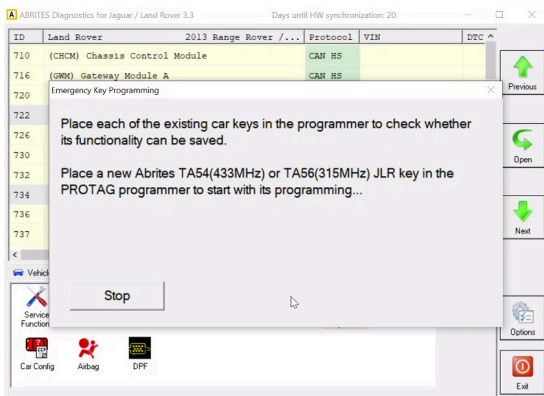 A ABRITES Diagnostics for Jaguar / Land Rover 3.3 Days until HW synchronization: 20
ID Land Rover 2013 Range Rover /... Protocol VIN DTC
710 (CHCM) Chassis Control Module CAN HS
716 (GWM) Gateway Module A CAN HS
Previous
720
Emergency Key Programming
Place each of the existing car keys in the programmer to check whether
its functionality can be saved.
Place a new Abrites TA54(433MHz) or TA56(315MHz) JLR key in the
PROTAG programmer to start with its programming...
722
726
730
Open
732
734
736
737
Next
Vehicl
Stop
Service
Function
Options
Car Config Airbag DPF
Exit